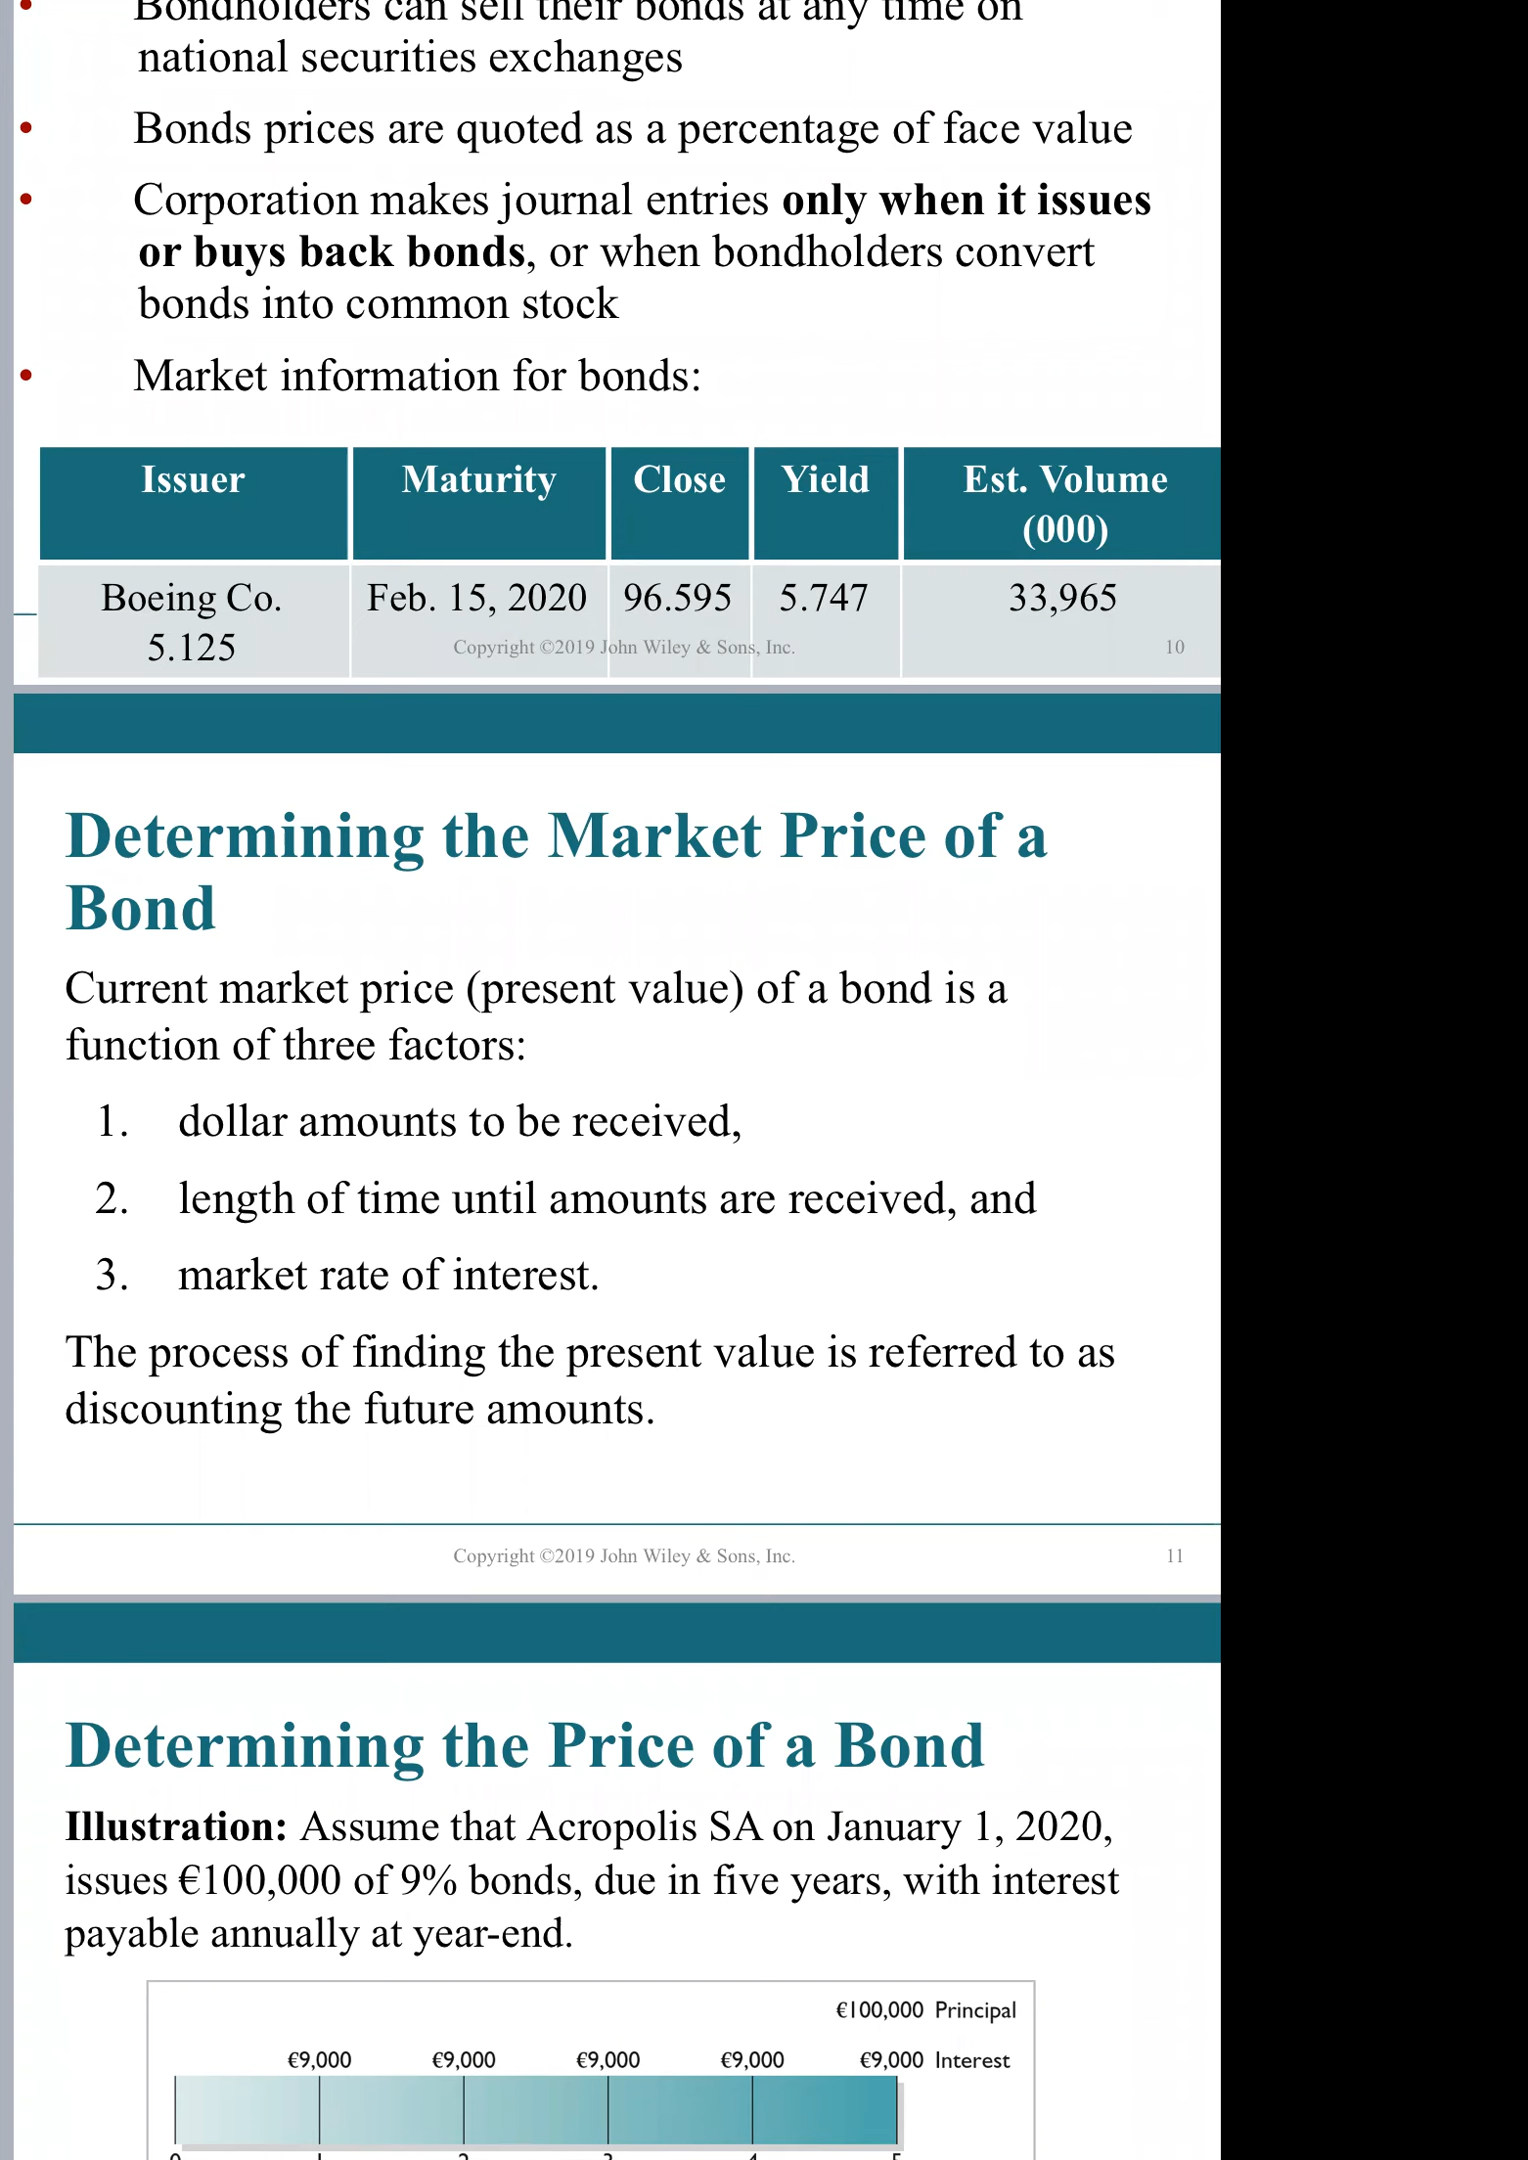 Bondholders can sell their bonds at any time on
national securities exchanges
• Bonds prices are quoted as a percentage of face value
• Corporation makes journal entries only when it issues
or buys back bonds, or when bondholders convert
bonds into common stock
• Market information for bonds:
Issuer Maturity Close Yield Est. Volume
(000)
Boeing Co. Feb. 15, 2020 96.595 5.747 33,965
5.125
Copyright ©2019 John Wiley & Sons, Inc. 10
Determining the Market Price of a
Bond
Current market price (present value) of a bond is a
function of three factors:
1. dollar amounts to be received,
2. length of time until amounts are received, and
3. market rate of interest.
The process of finding the present value is referred to as
discounting the future amounts.
Copyright ©2019 John Wiley & Sons, Inc. 11
Determining the Price of a Bond
Illustration: Assume that Acropolis SA on January 1, 2020,
issues €100,000 of 9% bonds, due in five years, with interest
payable annually at year-end.
€100,000 Principal
€9,000 €9,000 €9,000 €9,000 €9,000 Interest
0 1 2 3 4 5